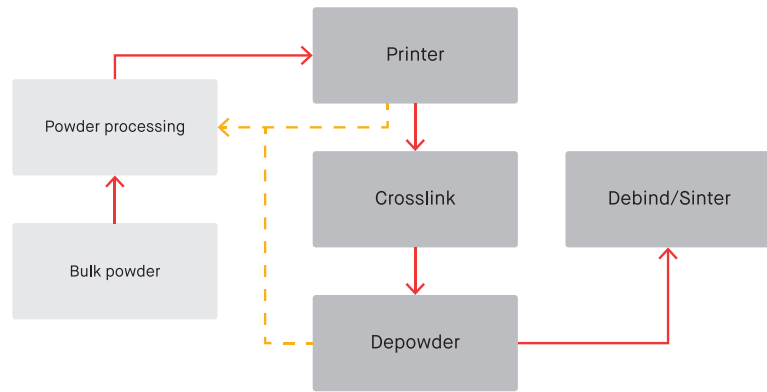 Printer
Powder processing
Crosslink
Debind/Sinter
Bulk powder
Depowder